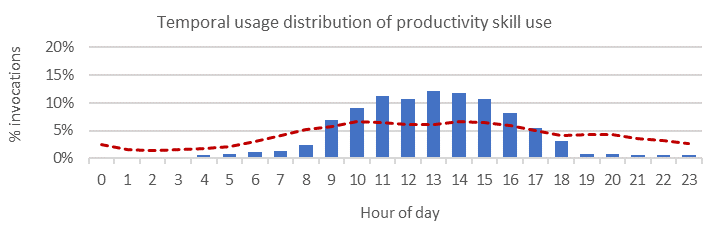 Temporal usage distribution of productivity skill use
% invocations
20%
15%
10%
5%
0%
0 1 2 3 4 5 6 7 8 9 10 11 12 13 14 15 16 17 18 19 20 21 22 23
Hour of day